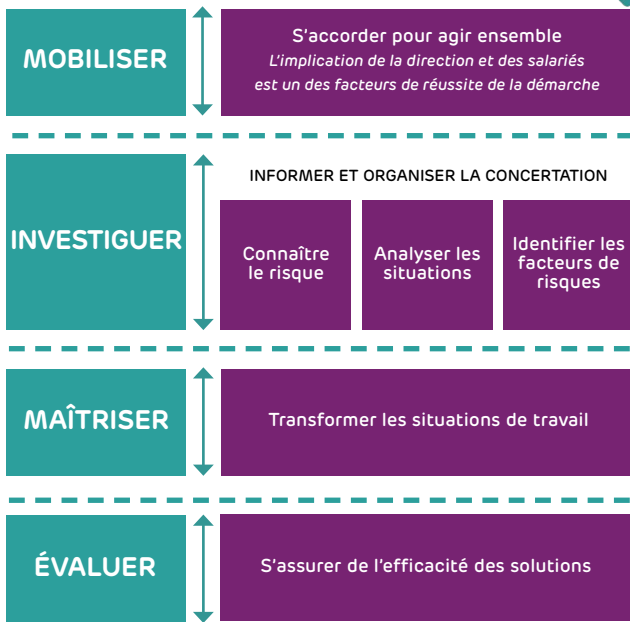 MOBILISER
S'accorder pour agir ensemble
L'implication de la direction et des salariés
est un des facteurs de réussite de la démarche
INVESTIGUER
INFORMER ET ORGANISER LA CONCERTATION
Connaître
le risque
Analyser les
situations
Identifier les
facteurs de
risques
MAÎTRISER
Transformer les situations de travail
ÉVALUER
S'assurer de l'efficacité des solutions